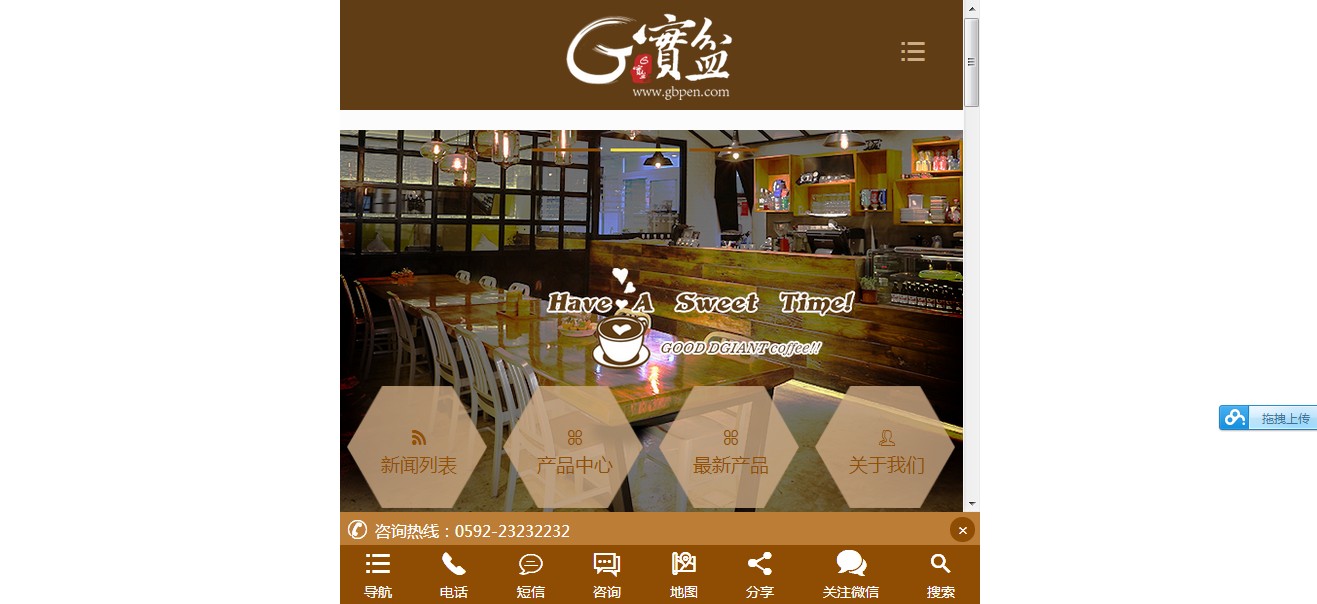 G寶盆
www.gbpen.com
Have A Sweet Time!
GOOD DGIANT coffee!!
新闻列表
产品中心
最新产品
关于我们
拖拽上传
咨询热线：0592-23232232
导航
电话
短信
咨询
地图
分享
关注微信
搜索